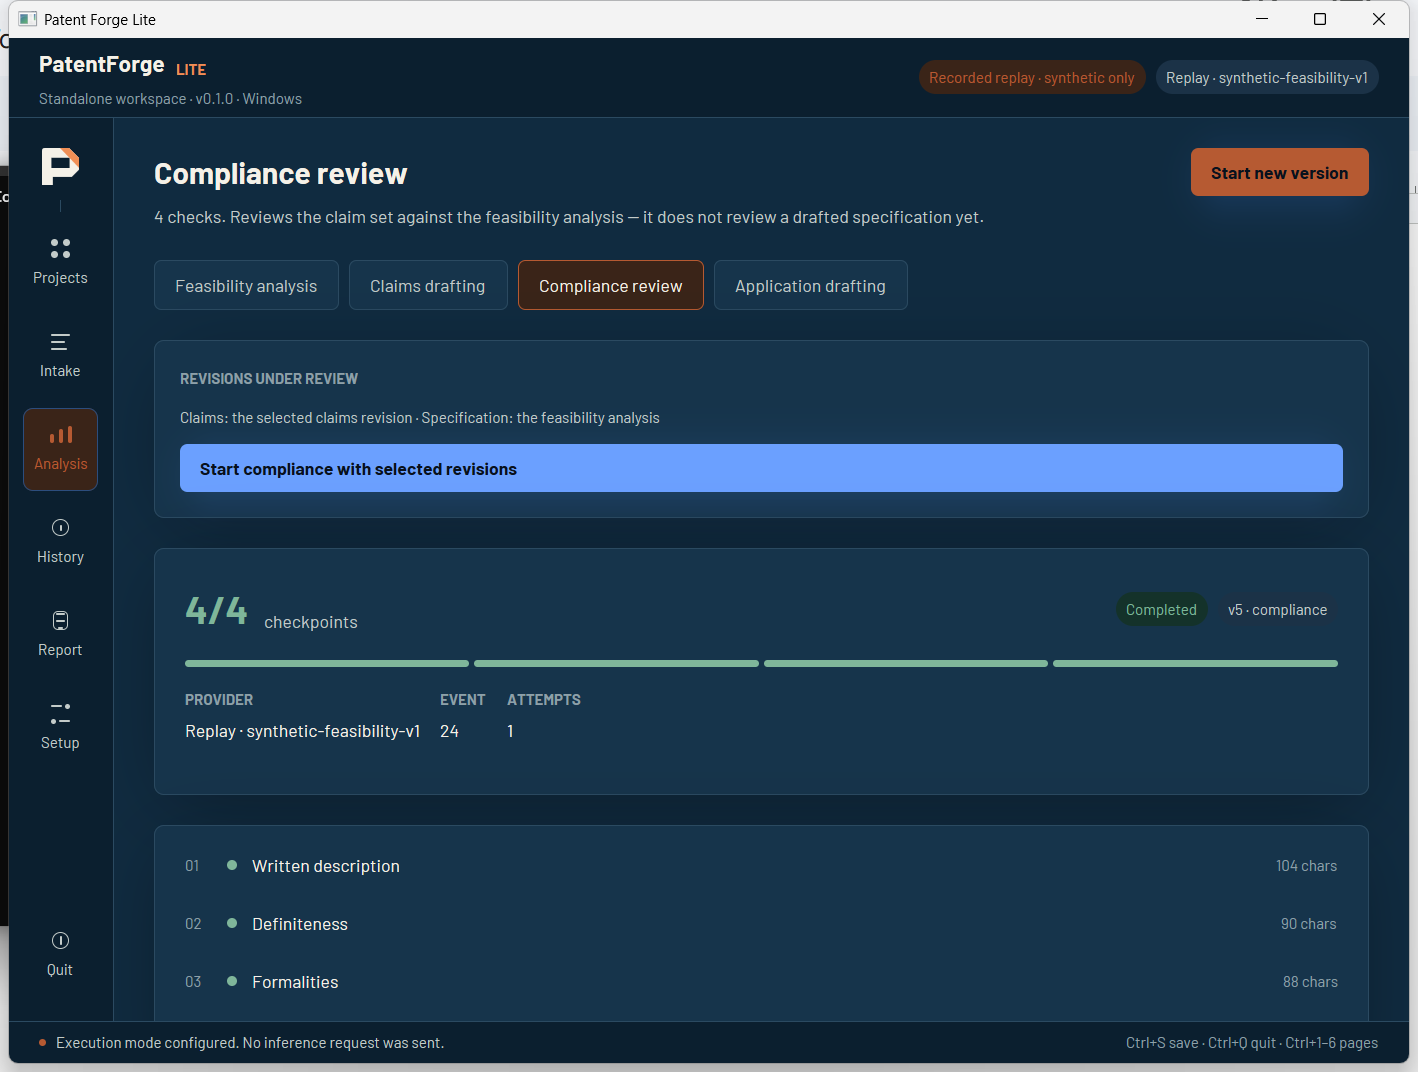 Patent Forge Lite
PatentForge LITE
Standalone workspace · v0.1.0 · Windows
Recorded replay · synthetic only
Replay · synthetic-feasibility-v1
Projects
Intake
Analysis
History
Report
Setup
Quit
Compliance review
Start new version
4 checks. Reviews the claim set against the feasibility analysis — it does not review a drafted specification yet.
Feasibility analysis
Claims drafting
Compliance review
Application drafting
REVISIONS UNDER REVIEW
Claims: the selected claims revision · Specification: the feasibility analysis
Start compliance with selected revisions
4/4 checkpoints
Completed
v5 · compliance
PROVIDER EVENT ATTEMPTS
Replay · synthetic-feasibility-v1 24 1
01 Written description 104 chars
02 Definiteness 90 chars
03 Formalities 88 chars
Execution mode configured. No inference request was sent.
Ctrl+S save · Ctrl+Q quit · Ctrl+1–6 pages